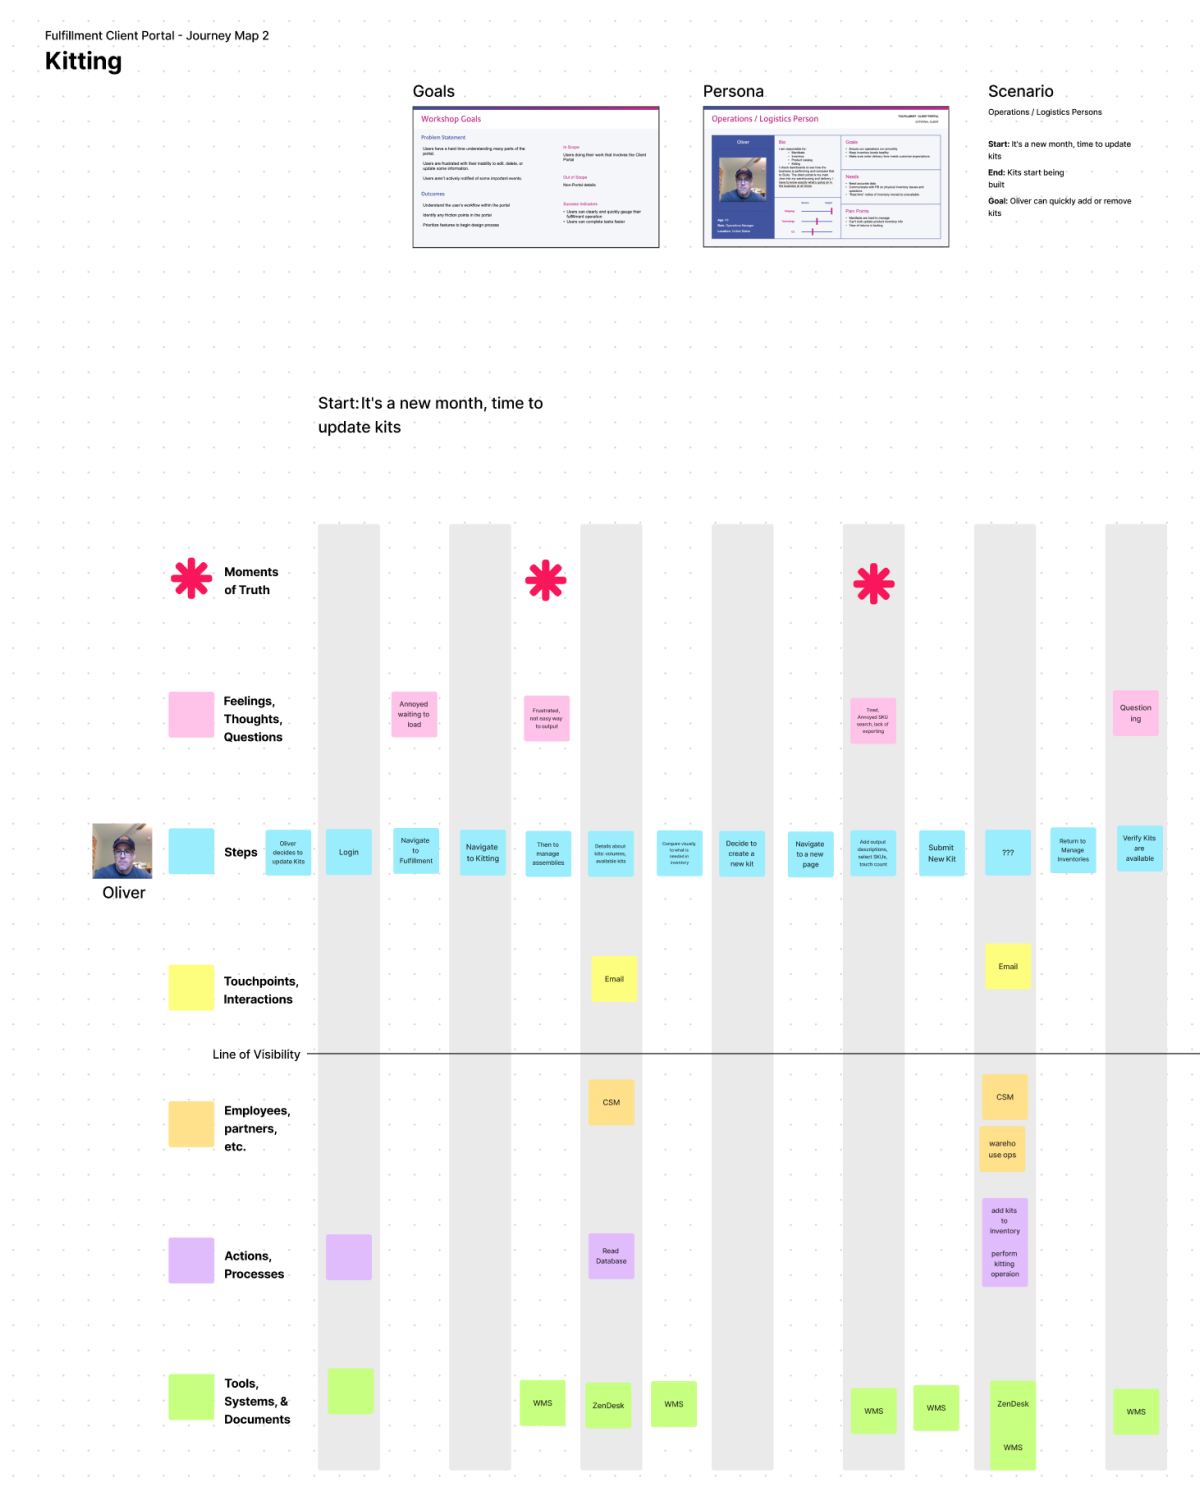 Fulfillment Client Portal - Journey Map 2
Kitting
Goals
Workshop Goals
Problem Statement
Users have a hard time understanding many parts of the
portal.
Users are frustrated with their inability to edit, delete, or
update some information.
Users aren't actively notified of some important events.
Outcomes
Understand the user's workflow within the portal
Identify any friction points in the portal
Prioritize features to begin design process
In Scope
Users doing their work that involves the Client
Portal
Out of Scope
Non-Portal details
Success Indicators
Users can clearly and quickly gauge their
fulfillment operation
Users can complete tasks faster
Persona
Operations / Logistics Person
FULFILLMENT CLIENT PORTAL
Oliver
Bio
Goals
Needs
Pain Points
Scenario
Operations / Logistics Persons
Start: It's a new month, time to update
kits
End: Kits start being
built
Goal: Oliver can quickly add or remove
kits
Start:It's a new month, time to
update kits
Moments
of Truth
Feelings,
Thoughts,
Questions
Annoyed
waiting to
load
Frustrated,
not easy way
to output
Tired,
Annoyed SKU
search, lack of
exporting
Question
ing
Oliver
Steps
Oliver
decides to
update Kits
Login
Navigate
to
Fulfillment
Navigate
to Kitting
Then to
manage
assemblies
Details about
kits: volumes,
available kits
Compare visually
to what is
needed in
inventory
Decide to
create a
new kit
Navigate
to a new
page
Add output
descriptions,
select SKUs,
touch count
Submit
New Kit
???
Return to
Manage
Inventories
Verify Kits
are
available
Touchpoints,
Interactions
Email
Email
Line of Visibility
Employees,
partners,
etc.
CSM
CSM
wareho
use ops
Actions,
Processes
Read
Database
add kits
to
inventory
perform
kitting
operaion
Tools,
Systems, &
Documents
WMS
ZenDesk
WMS
WMS
WMS
ZenDesk
WMS
WMS